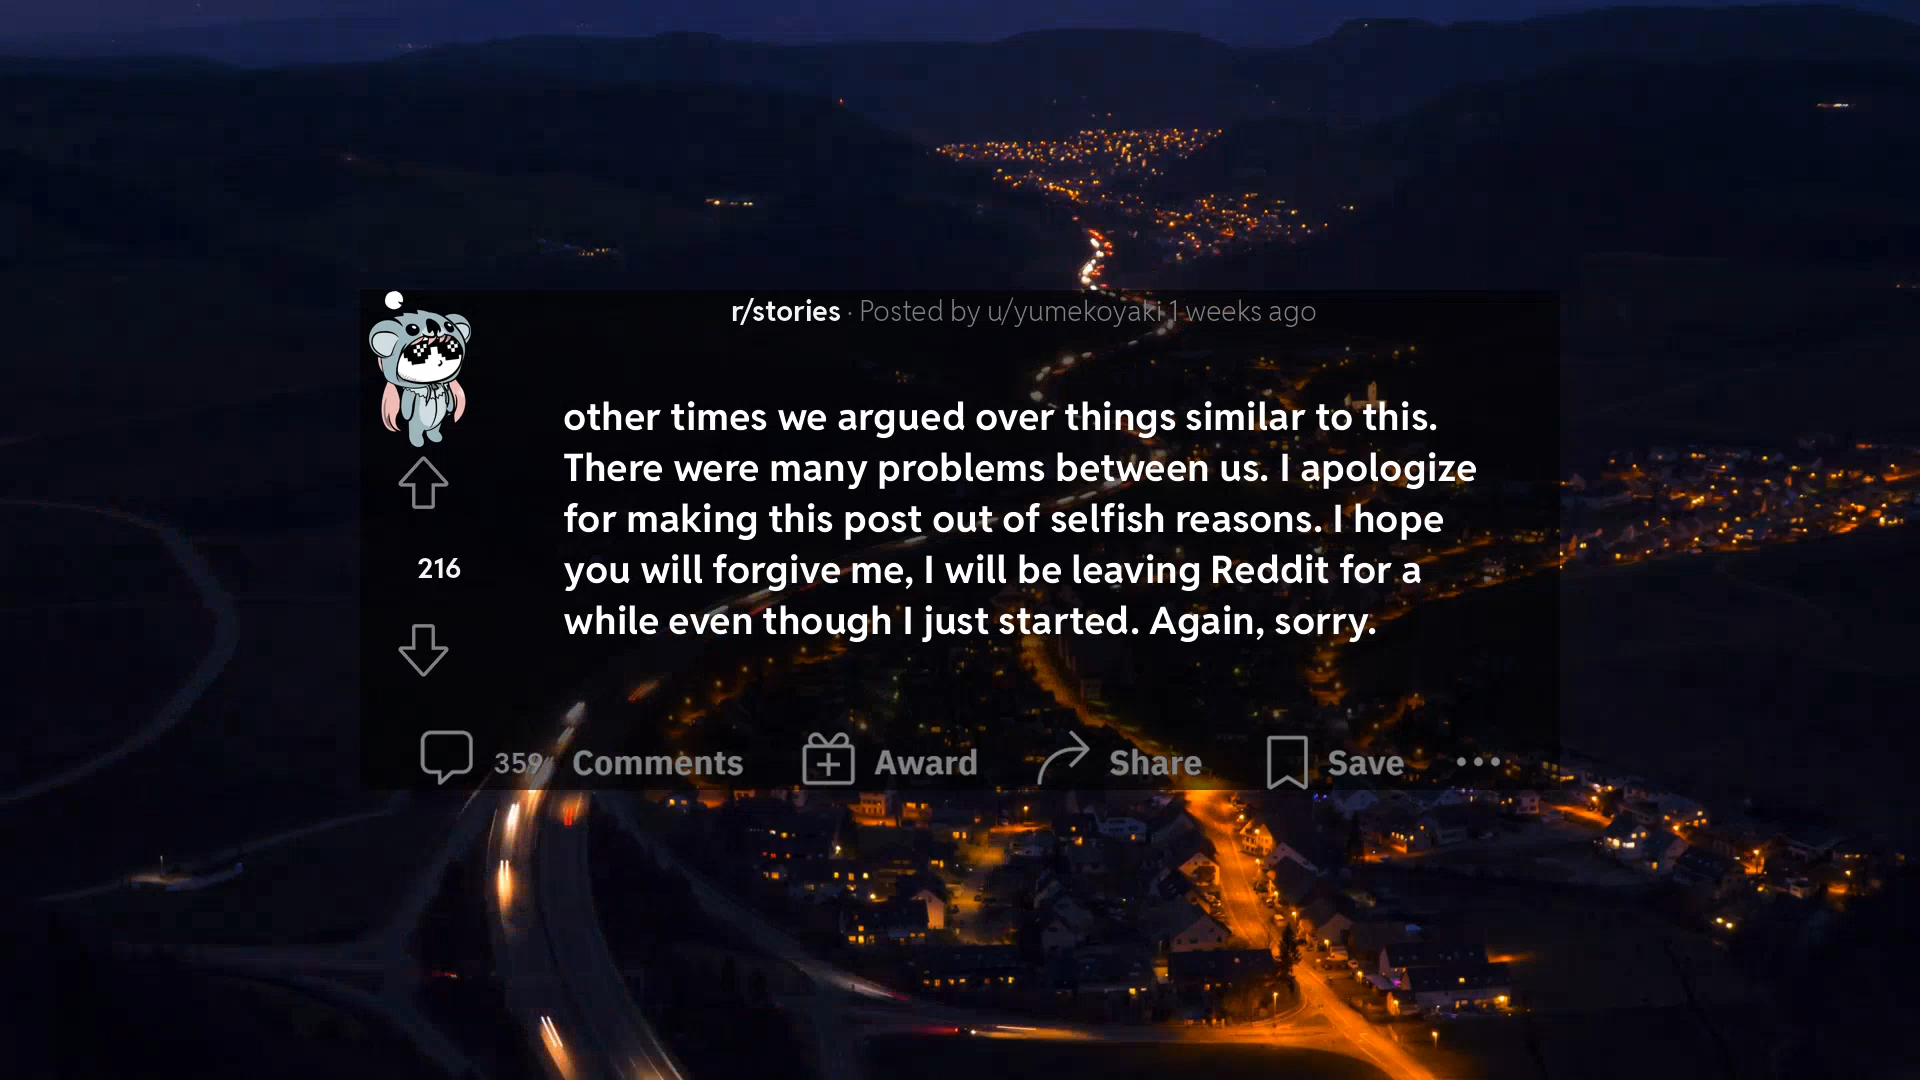 r/stories · Posted by u/yumekoyaki 1 weeks ago
other times we argued over things similar to this.
There were many problems between us. I apologize
for making this post out of selfish reasons. I hope
you will forgive me, I will be leaving Reddit for a
while even though I just started. Again, sorry.
216
359 Comments Award Share Save